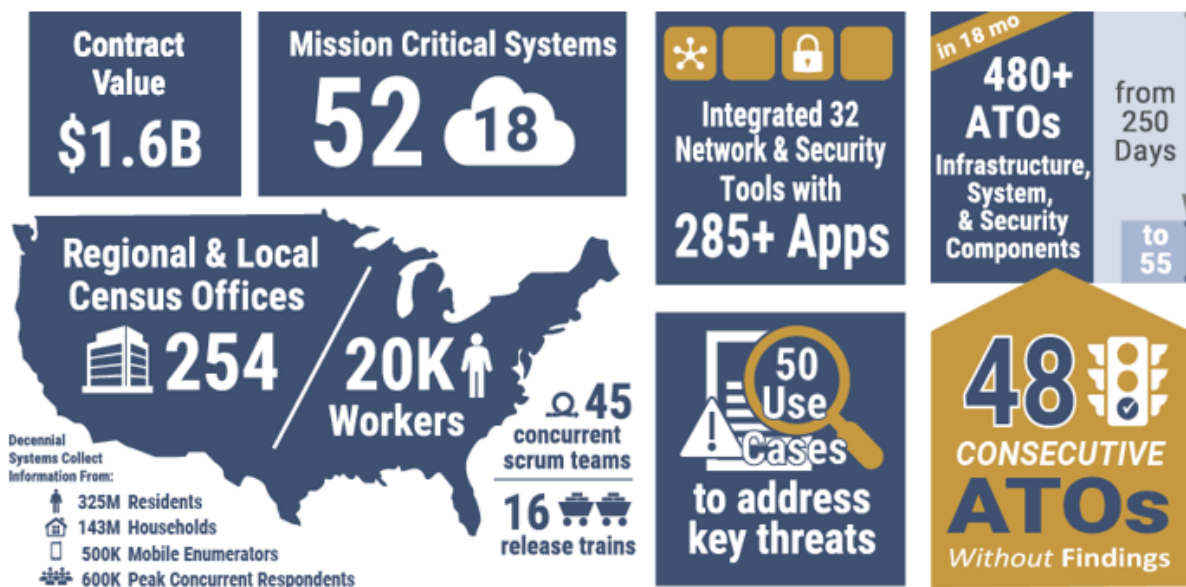 Contract
Value
$1.6B
Mission Critical Systems
52
18
Integrated 32
Network & Security
Tools with
285+ Apps
in 18 mo
480+
ATOs
Infrastructure,
System,
& Security
Components
from
250
Days
to
55
Regional & Local
Census Offices
254
20K
Workers
45
concurrent
scrum teams
16
release trains
Decennial
Systems Collect
Information From:
325M Residents
143M Households
500K Mobile Enumerators
600K Peak Concurrent Respondents
50
Use
Cases
to address
key threats
48
CONSECUTIVE
ATOs
Without Findings